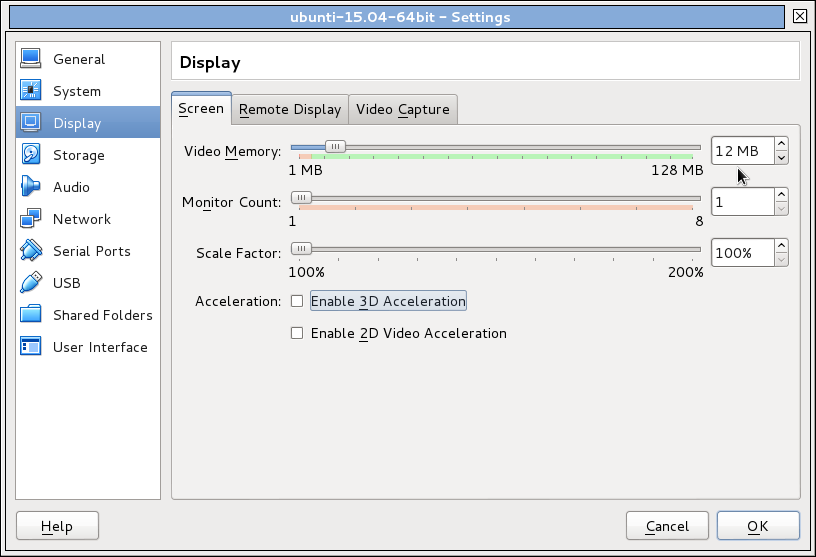 ubunti-15.04-64bit - Settings
General
System
Display
Storage
Audio
Network
Serial Ports
USB
Shared Folders
User Interface
Display
Screen Remote Display Video Capture
Video Memory: 12 MB
1 MB 128 MB
Monitor Count: 1
1 8
Scale Factor: 100%
100% 200%
Acceleration: Enable 3D Acceleration
Enable 2D Video Acceleration
Help Cancel OK